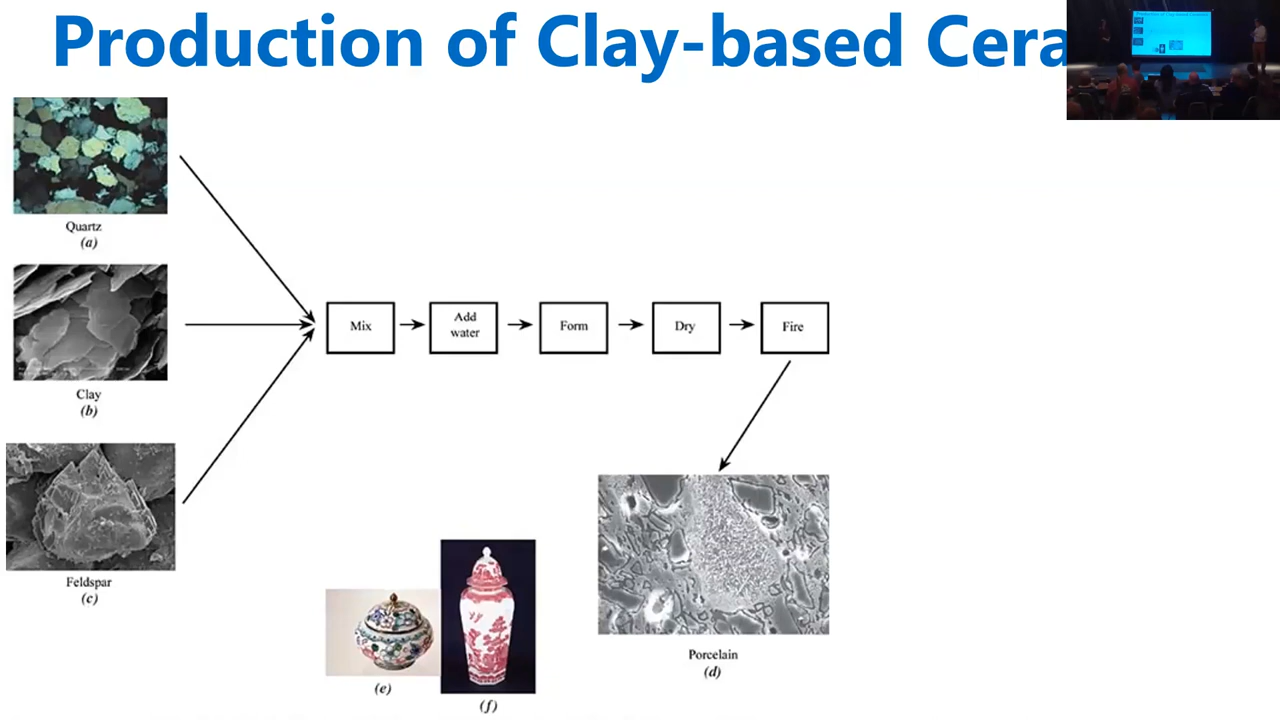 Production of Clay-based Cera
Quartz
(a)
Clay
(b)
Feldspar
(c)
Mix
Add
water
Form
Dry
Fire
Porcelain
(d)
(e)
(f)